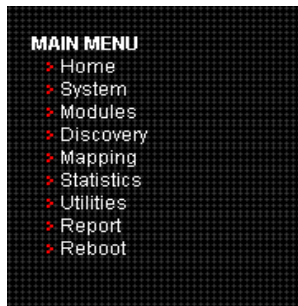 MAIN MENU
> Home
> System
> Modules
> Discovery
> Mapping
> Statistics
> Utilities
> Report
> Reboot